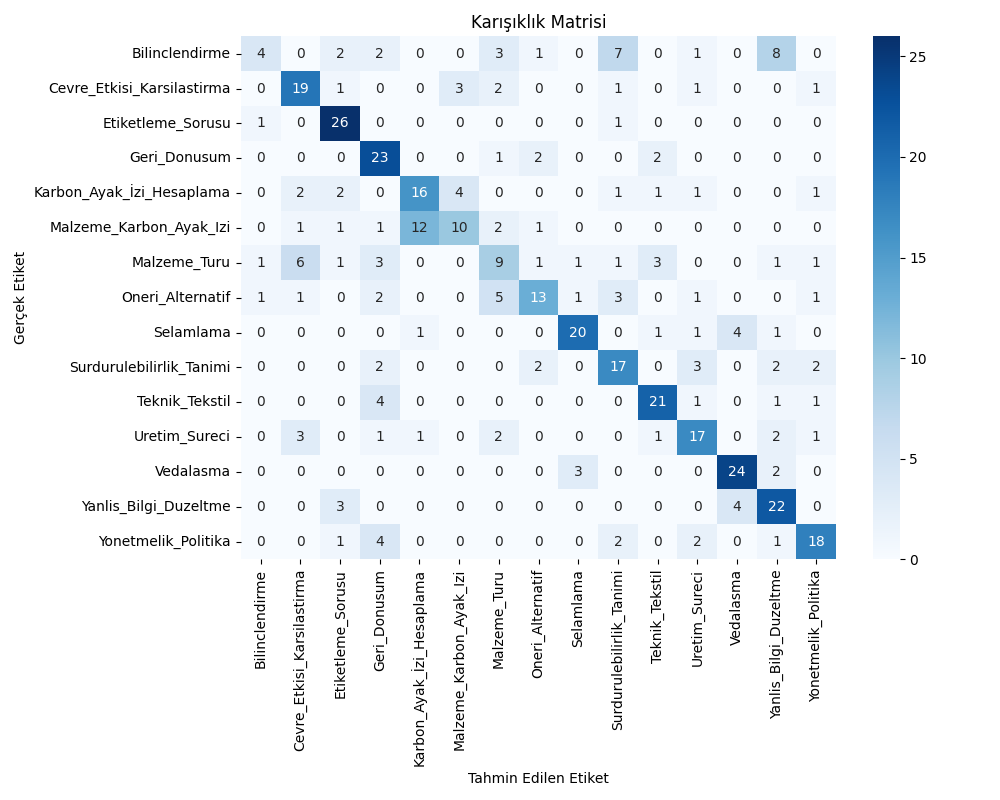 Karışıklık Matrisi
Bilinclendirme 4 0 2 2 0 0 3 1 0 7 0 1 0 8 0
Cevre_Etkisi_Karsilastirma 0 19 1 0 0 3 2 0 0 1 0 1 0 0 1
Etiketleme_Sorusu 1 0 26 0 0 0 0 0 0 1 0 0 0 0 0
Geri_Donusum 0 0 0 23 0 0 1 2 0 0 2 0 0 0 0
Karbon_Ayak_İzi_Hesaplama 0 2 2 0 16 4 0 0 0 1 1 1 0 0 1
Malzeme_Karbon_Ayak_Izi 0 1 1 1 12 10 2 1 0 0 0 0 0 0 0
Malzeme_Turu 1 6 1 3 0 0 9 1 1 1 3 0 0 1 1
Oneri_Alternatif 1 1 0 2 0 0 5 13 1 3 0 1 0 0 1
Selamlama 0 0 0 0 1 0 0 0 20 0 1 1 4 1 0
Surdurulebilirlik_Tanimi 0 0 0 2 0 0 0 2 0 17 0 3 0 2 2
Teknik_Tekstil 0 0 0 4 0 0 0 0 0 0 21 1 0 1 1
Uretim_Sureci 0 3 0 1 1 0 2 0 0 0 1 17 0 2 1
Vedalasma 0 0 0 0 0 0 0 0 3 0 0 0 24 2 0
Yanlis_Bilgi_Duzeltme 0 0 3 0 0 0 0 0 0 0 0 0 4 22 0
Yonetmelik_Politika 0 0 1 4 0 0 0 0 0 2 0 2 0 1 18
Gerçek Etiket
Bilinclendirme
Cevre_Etkisi_Karsilastirma
Etiketleme_Sorusu
Geri_Donusum
Karbon_Ayak_İzi_Hesaplama
Malzeme_Karbon_Ayak_Izi
Malzeme_Turu
Oneri_Alternatif
Selamlama
Surdurulebilirlik_Tanimi
Teknik_Tekstil
Uretim_Sureci
Vedalasma
Yanlis_Bilgi_Duzeltme
Yonetmelik_Politika
Tahmin Edilen Etiket
25
20
15
10
5
0